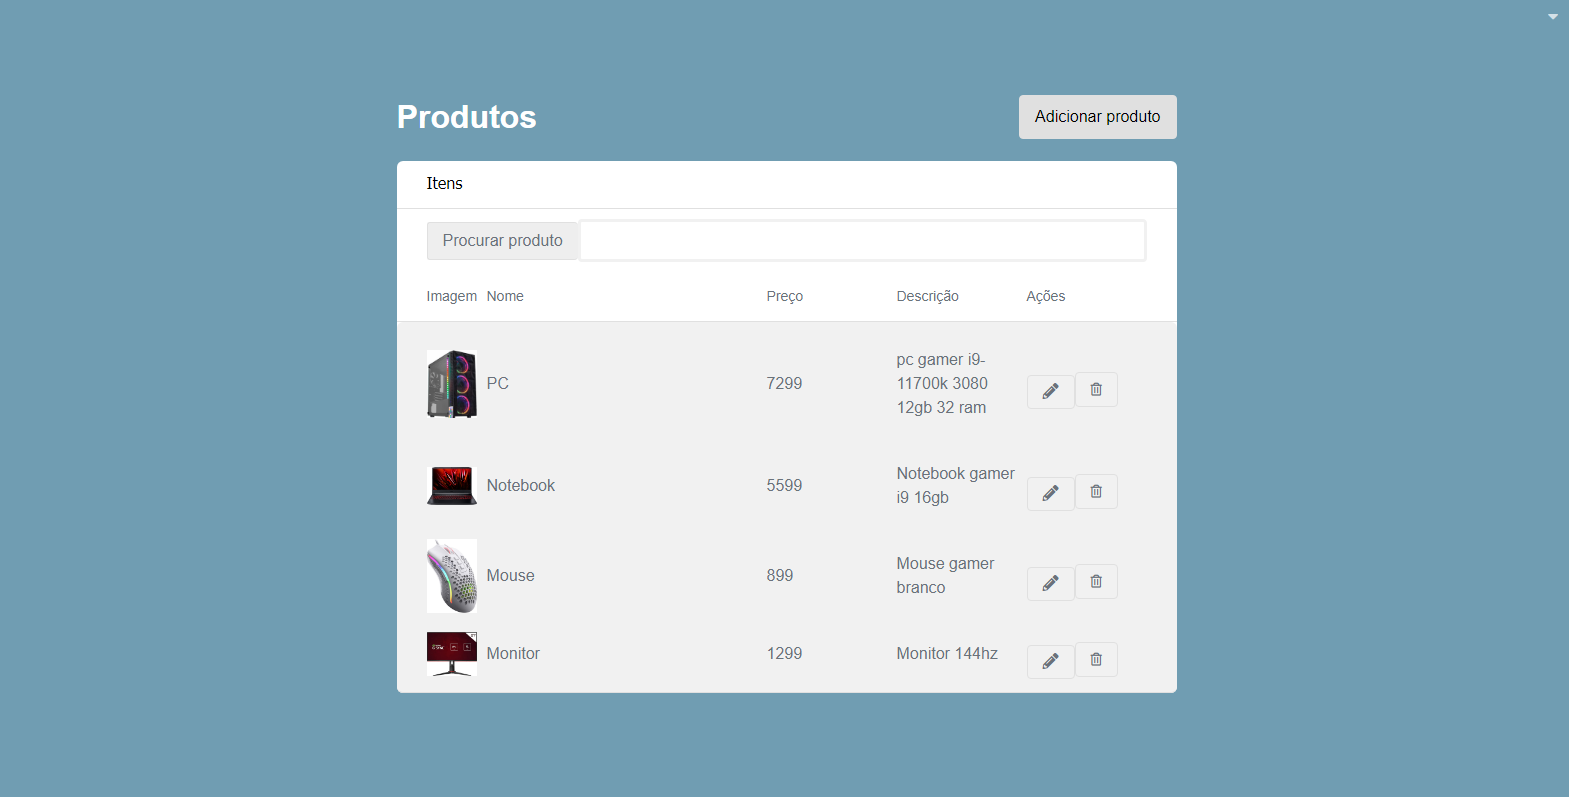 Produtos
Adicionar produto
Itens
Procurar produto
Imagem Nome Preço Descrição Ações
PC 7299 pc gamer i9-
11700k 3080
12gb 32 ram
Notebook 5599 Notebook gamer
i9 16gb
Mouse 899 Mouse gamer
branco
Monitor 1299 Monitor 144hz